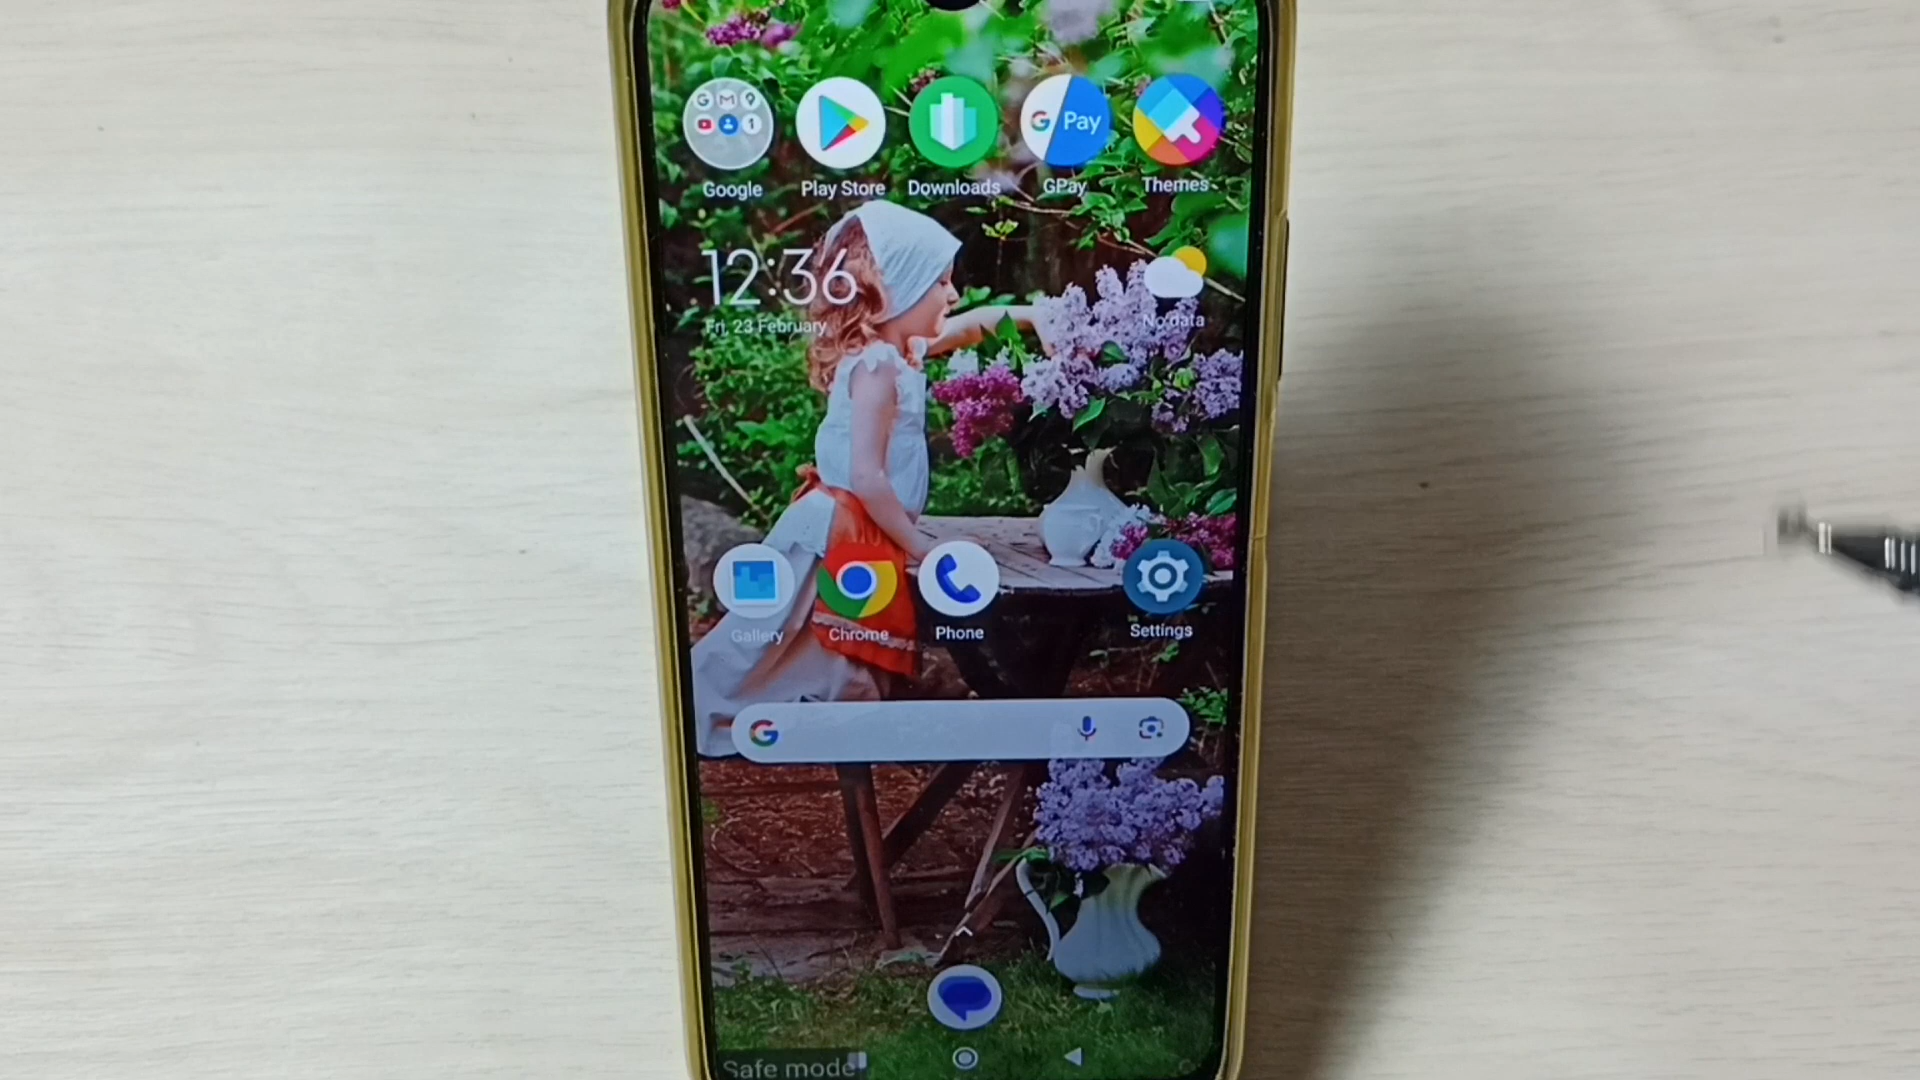 G Pay
Google
Play Store
Downloads
GPay
Themes
12:36
Fri, 23 February
No data
Gallery
Chrome
Phone
Settings
Safe mode